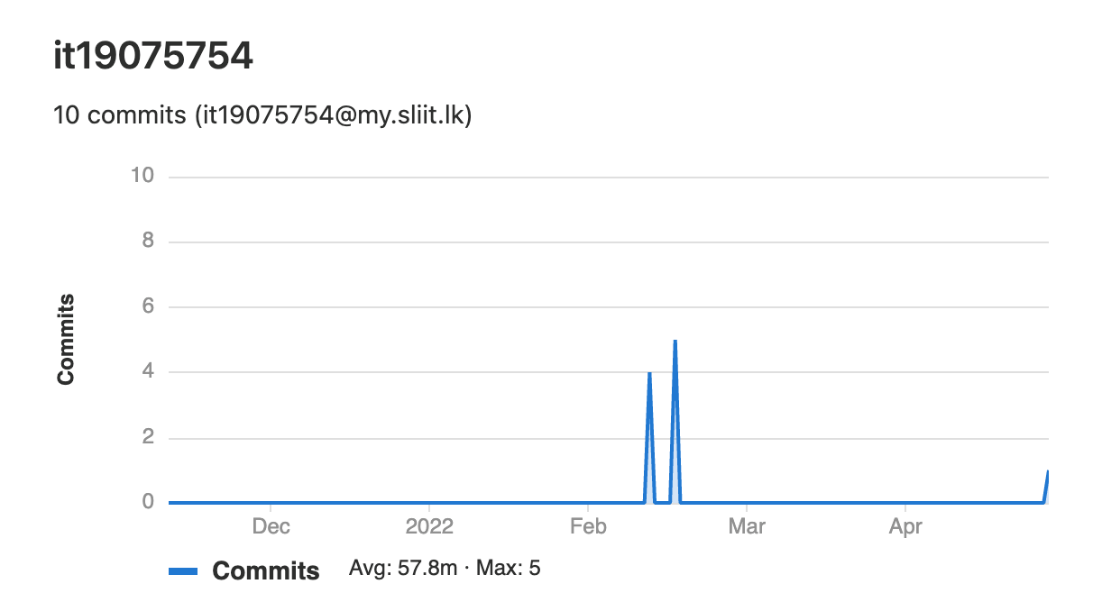 it19075754
10 commits (it19075754@my.sliit.lk)
10
8
6
4
2
0
Commits
Dec 2022 Feb Mar Apr
Commits Avg: 57.8m · Max: 5